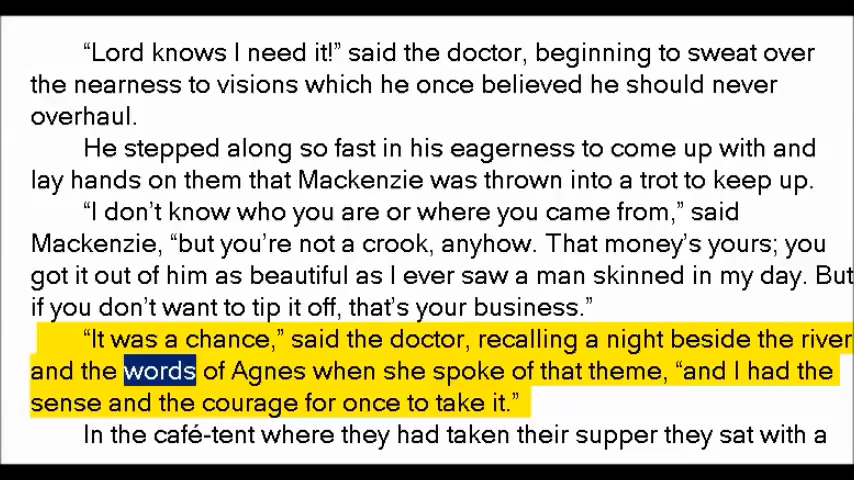 “Lord knows I need it!” said the doctor, beginning to sweat over
the nearness to visions which he once believed he should never
overhaul.
He stepped along so fast in his eagerness to come up with and
lay hands on them that Mackenzie was thrown into a trot to keep up.
“I don’t know who you are or where you came from,” said
Mackenzie, “but you’re not a crook, anyhow. That money’s yours; you
got it out of him as beautiful as I ever saw a man skinned in my day. But
if you don’t want to tip it off, that’s your business.”
“It was a chance,” said the doctor, recalling a night beside the river
and the words of Agnes when she spoke of that theme, “and I had the
sense and the courage for once to take it.”
In the café-tent where they had taken their supper they sat with a